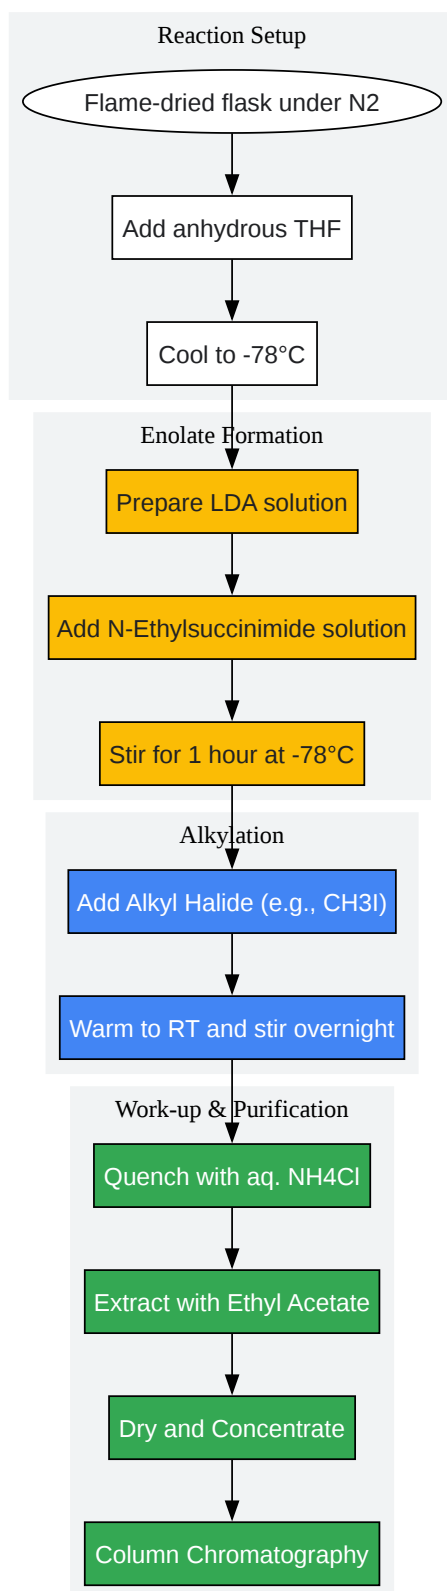 Reaction Setup
Flame-dried flask under N2
Add anhydrous THF
Cool to -78°C
Enolate Formation
Prepare LDA solution
Add N-Ethylsuccinimide solution
Stir for 1 hour at -78°C
Alkylation
Add Alkyl Halide (e.g., CH3I)
Warm to RT and stir overnight
Work-up & Purification
Quench with aq. NH4Cl
Extract with Ethyl Acetate
Dry and Concentrate
Column Chromatography